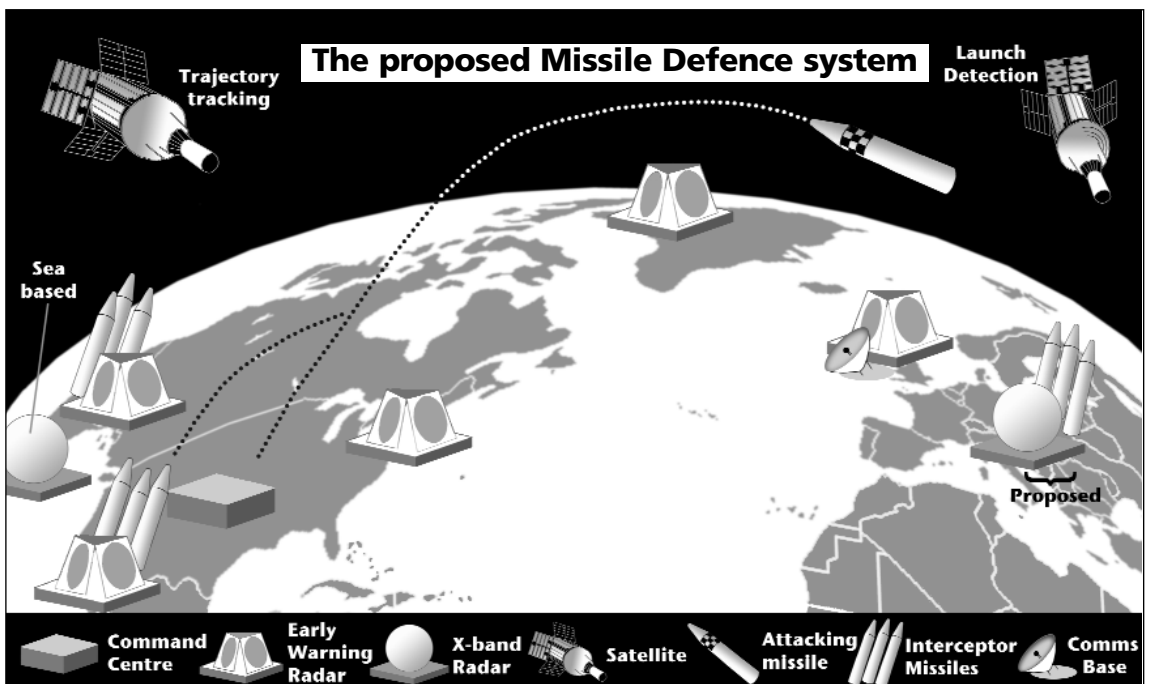 The proposed Missile Defence system
Trajectory
tracking
Launch
Detection
Sea
based
Proposed
Command
Centre
Early
Warning
Radar
X-band
Radar
Satellite
Attacking
missile
Interceptor
Missiles
Comms
Base